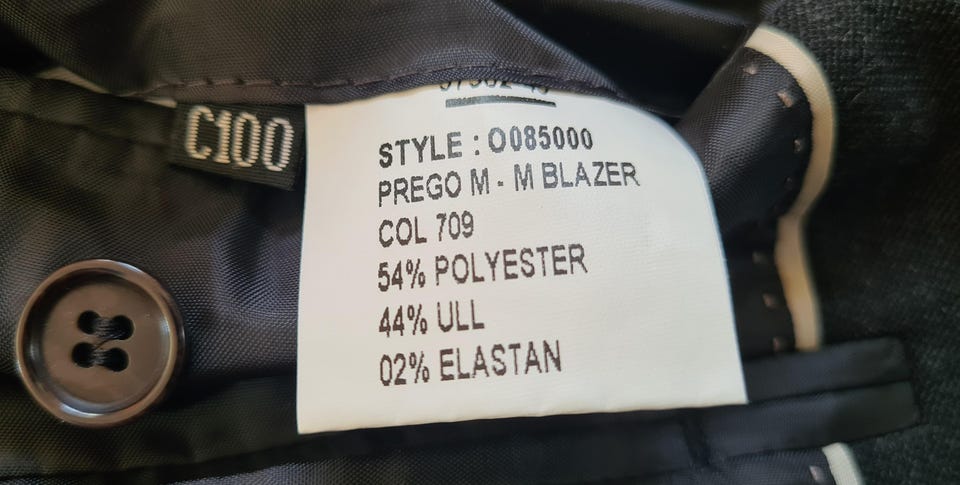 C100
STYLE : O085000
PREGO M - M BLAZER
COL 709
54% POLYESTER
44% ULL
02% ELASTAN